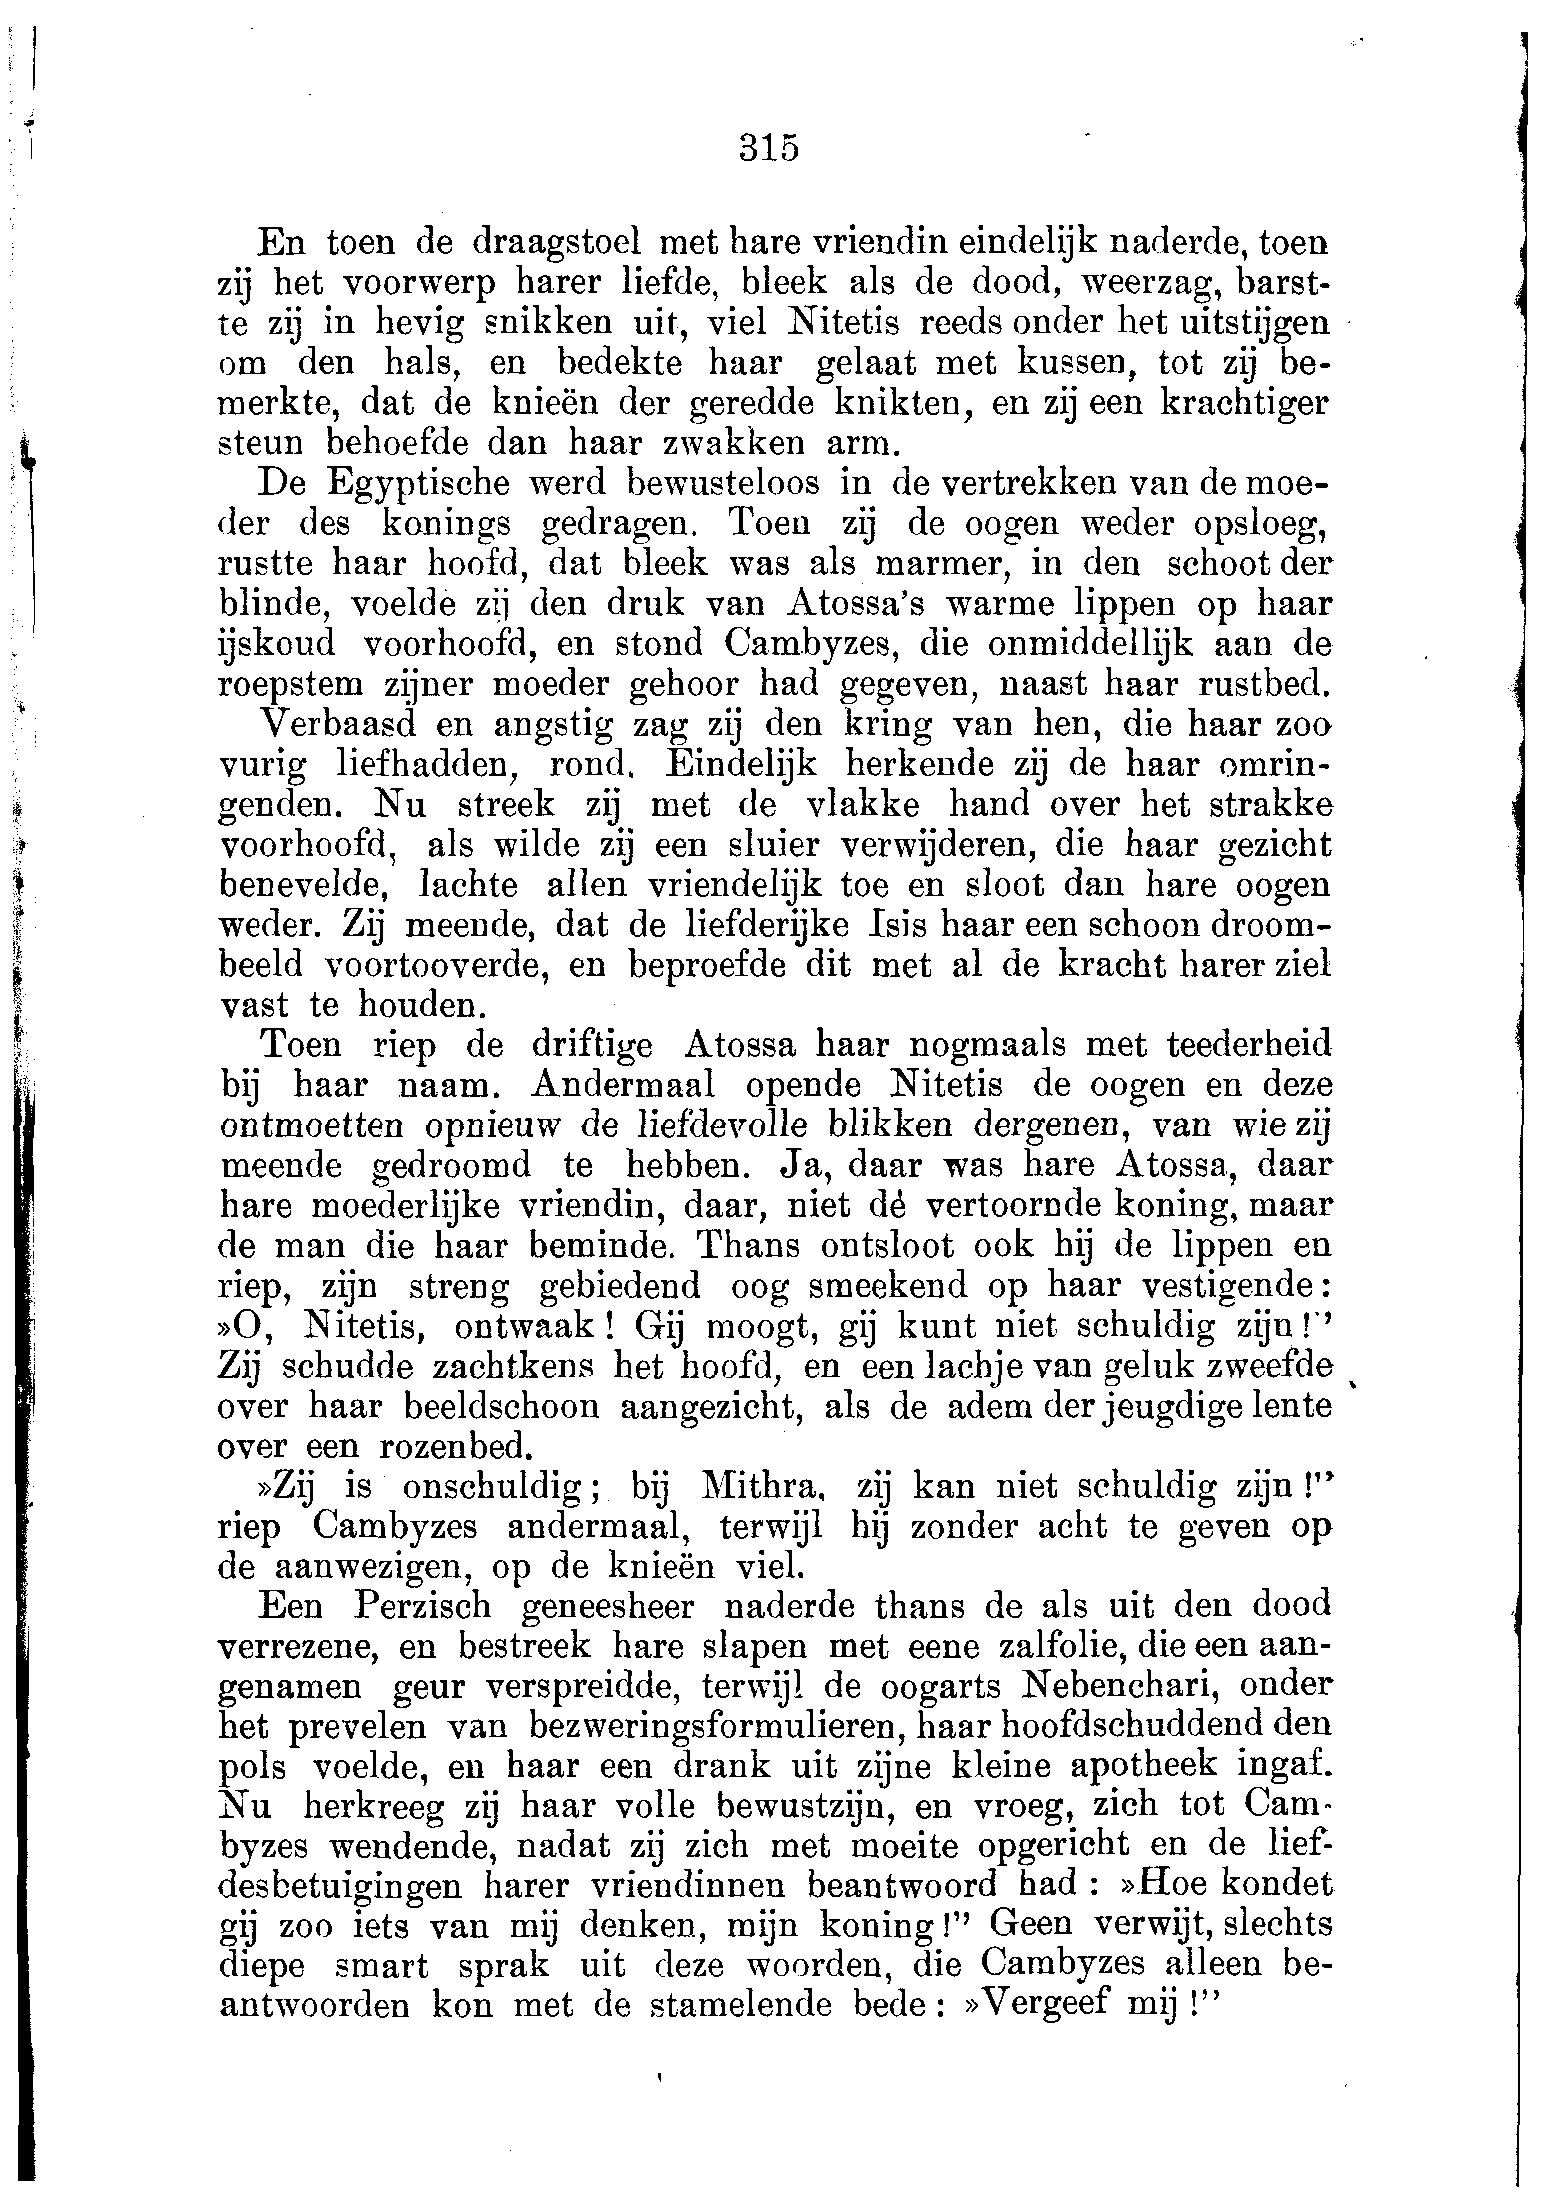 315
En toen de draagstoel met hare vriendin eindelijk naderde, toen
zij het voorwerp harer liefde, bleek als de dood, weerzag, barst-
te zij in hevig snikken uit, viel Nitetis reeds onder het uitstijgen
om den hals, en bedekte haar gelaat met kussen, tot zij be-
merkte, dat de knieën der geredde knikten, en zij een krachtiger
steun behoefde dan haar zwakken arm.
De Egyptische werd bewusteloos in de vertrekken van de moe-
der des konings gedragen. Toen zij de oogen weder opsloeg,
rustte haar hoofd, dat bleek was als marmer, in den schoot der
blinde, voelde zij den druk van Atossa's warme lippen op haar
ijskoud voorhoofd, en stond Cambyzes, die onmiddellijk aan de
roepstem zijner moeder gehoor had gegeven, naast haar rustbed.
Verbaasd en angstig zag zij den kring van hen, die haar zoo
vurig liefhadden, rond. Eindelijk herkende zij de haar omrin-
genden. Nu streek zij met de vlakke hand over het strakke
voorhoofd, als wilde zij een sluier verwijderen, die haar gezicht
benevelde, lachte allen vriendelijk toe en sloot dan hare oogen
weder. Zij meende, dat de liefderijke Isis haar een schoon droom-
beeld voortooverde, en beproefde dit met al de kracht harer ziel
vast te houden.
Toen riep de driftige Atossa haar nogmaals met teederheid
bij haar naam. Andermaal opende Nitetis de oogen en deze
ontmoetten opnieuw de liefdevolle blikken dergenen, van wie zij
meende gedroomd te hebben. Ja, daar was hare Atossa, daar
hare moederlijke vriendin, daar, niet dé vertoornde koning, maar
de man die haar beminde. Thans ontsloot ook hij de lippen en
riep, zijn streng gebiedend oog smeekend op haar vestigende:
»O, Nitetis, ontwaak! Gij moogt, gij kunt niet schuldig zijn!"
Zij schudde zachtkens het hoofd, en een lachje van geluk zweefde
over haar beeldschoon aangezicht, als de adem der jeugdige lente
over een rozenbed.
»Zij is onschuldig; bij Mithra, zij kan niet schuldig zijn!"
riep Cambyzes andermaal, terwijl hij zonder acht te geven op
de aanwezigen, op de knieën viel.
Een Perzisch geneesheer naderde thans de als uit den dood
verrezene, en bestreek hare slapen met eene zalfolie, die een aan-
genamen geur verspreidde, terwijl de oogarts Nebenchari, onder
het prevelen van bezweringsformulieren, haar hoofdschuddend den
pols voelde, en haar een drank uit zijne kleine apotheek ingaf.
Nu herkreeg zij haar volle bewustzijn, en vroeg, zich tot Cam-
byzes wendende, nadat zij zich met moeite opgericht en de lief-
desbetuigingen harer vriendinnen beantwoord had: »Hoe kondet
gij zoo iets van mij denken, mijn koning!" Geen verwijt, slechts
diepe smart sprak uit deze woorden, die Cambyzes alleen be-
antwoorden kon met de stamelende bede: »Vergeef mij!"